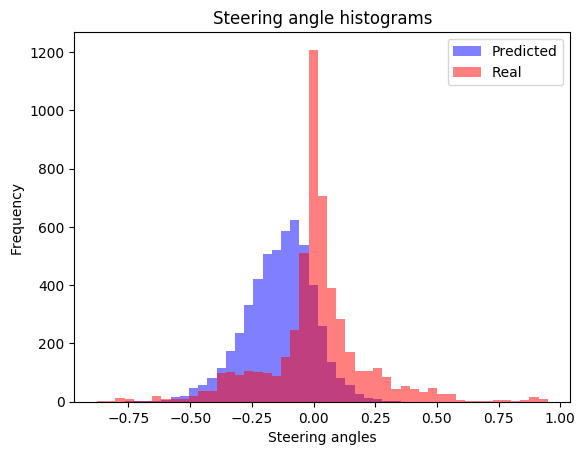 Steering angle histograms
Predicted
Real
Frequency
1200
1000
800
600
400
200
0
−0.75 −0.50 −0.25 0.00 0.25 0.50 0.75 1.00
Steering angles